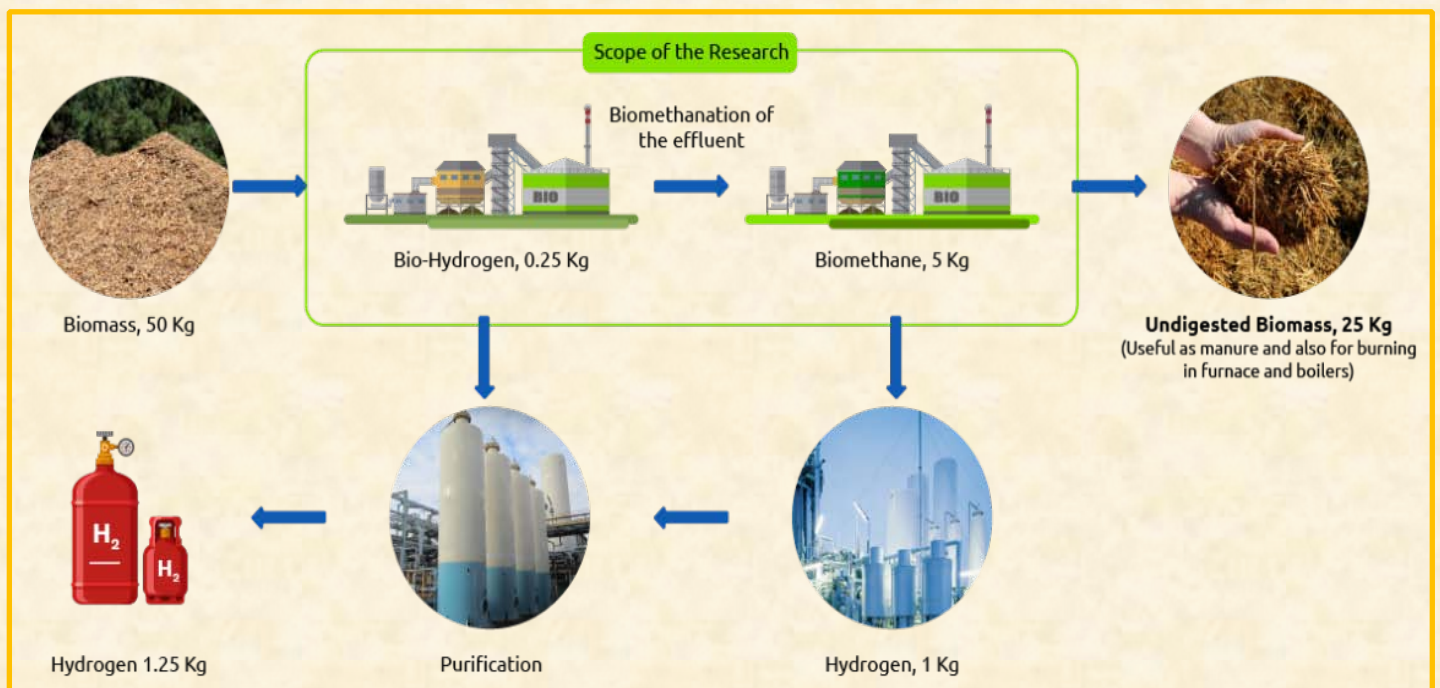 Scope of the Research
Biomethanation of
the effluent
BIO
BIO
Bio-Hydrogen, 0.25 Kg
Biomethane, 5 Kg
Biomass, 50 Kg
Undigested Biomass, 25 Kg
(Useful as manure and also for burning
in furnace and boilers)
H2
H2
Hydrogen 1.25 Kg
Purification
Hydrogen, 1 Kg